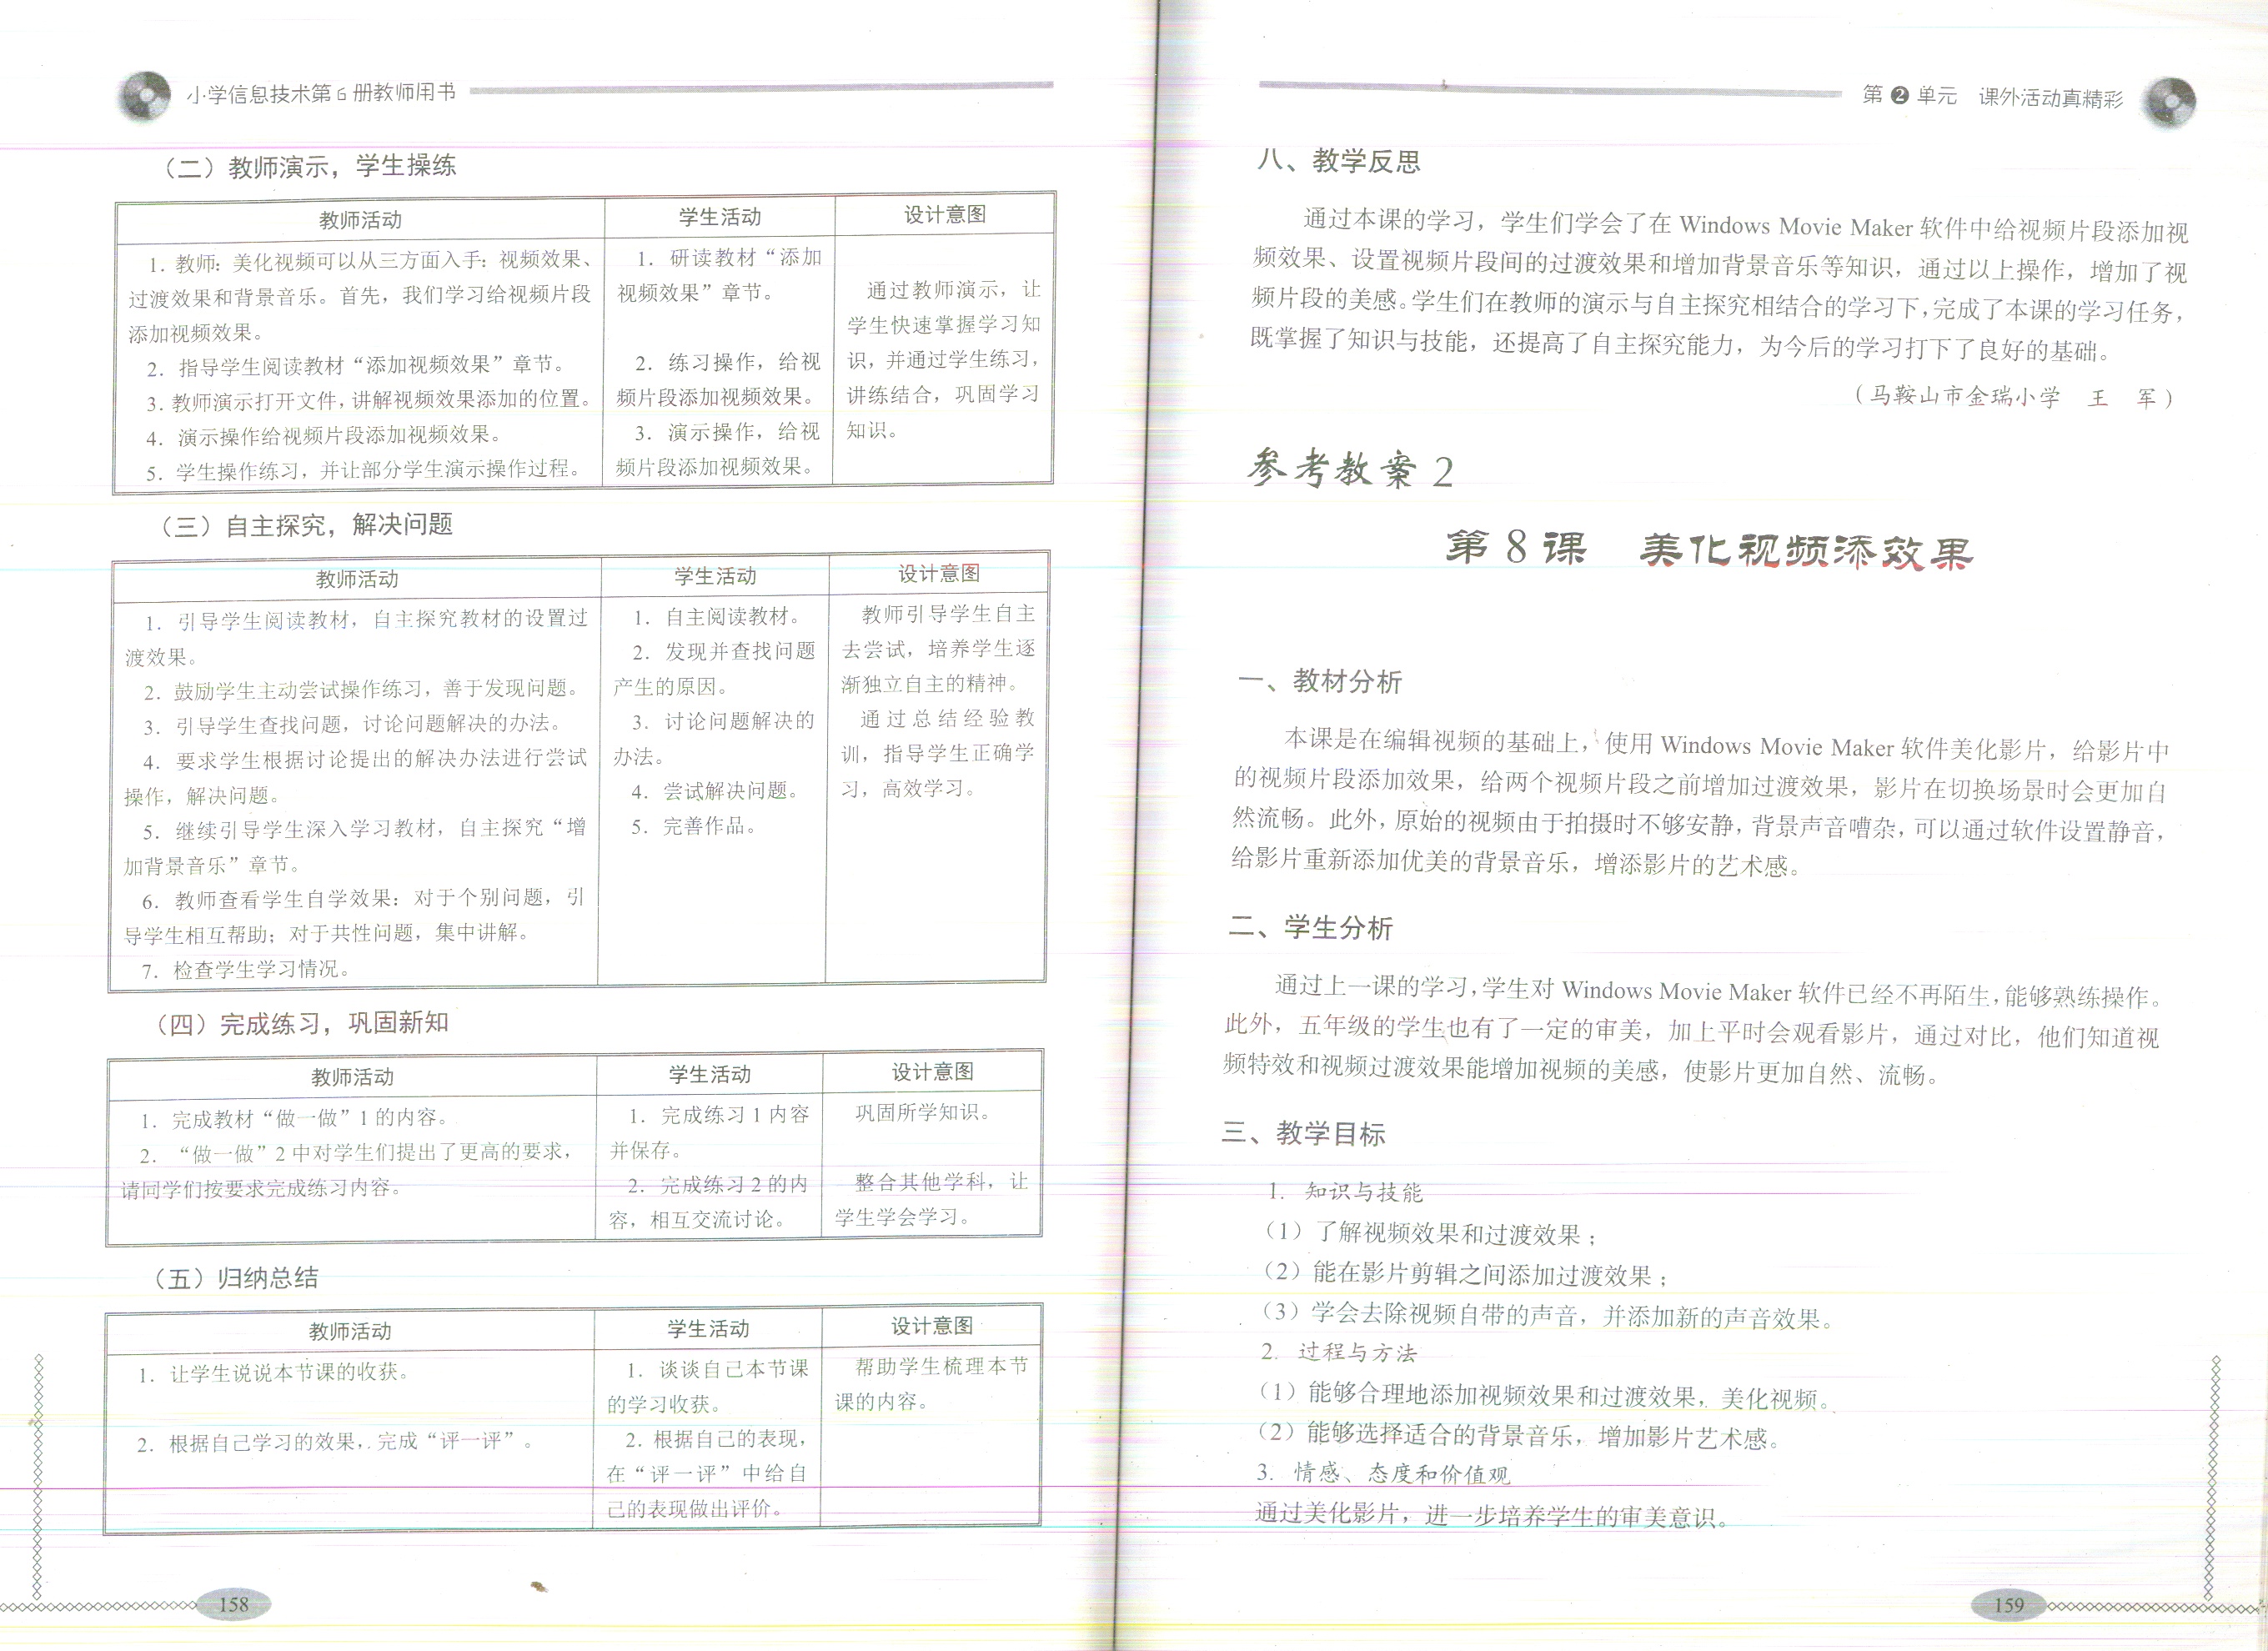 小学信息技术第6册教师用书
（二）教师演示，学生操练
教师活动
学生活动
设计意图
1. 教师：美化视频可以从三方面入手：视频效果、
过渡效果和背景音乐。首先，我们学习给视频片段
添加视频效果。
2. 指导学生阅读教材“添加视频效果”章节。
3. 教师演示打开文件，讲解视频效果添加的位置。
4. 演示操作给视频片段添加视频效果。
5. 学生操作练习，并让部分学生演示操作过程。
1. 研读教材“添加
视频效果”章节。
2. 练习操作，给视
频片段添加视频效果。
3. 演示操作，给视
频片段添加视频效果。
通过教师演示，让
学生快速掌握学习知
识，并通过学生练习，
讲练结合，巩固学习
知识。
（三）自主探究，解决问题
教师活动
学生活动
设计意图
1. 引导学生阅读教材，自主探究教材的设置过
渡效果。
2. 鼓励学生主动尝试操作练习，善于发现问题。
3. 引导学生查找问题，讨论问题解决的办法。
4. 要求学生根据讨论提出的解决办法进行尝试
操作，解决问题。
5. 继续引导学生深入学习教材，自主探究“增
加背景音乐”章节。
6. 教师查看学生自学效果：对于个别问题，引
导学生相互帮助；对于共性问题，集中讲解。
7. 检查学生学习情况。
1. 自主阅读教材。
2. 发现并查找问题
产生的原因。
3. 讨论问题解决的
办法。
4. 尝试解决问题。
5. 完善作品。
教师引导学生自主
去尝试，培养学生逐
渐独立自主的精神。
通过总结经验教
训，指导学生正确学
习，高效学习。
（四）完成练习，巩固新知
教师活动
学生活动
设计意图
1. 完成教材“做一做”1 的内容。
2. “做一做”2 中对学生们提出了更高的要求，
请同学们按要求完成练习内容。
1. 完成练习 1 内容
并保存。
2. 完成练习 2 的内
容，相互交流讨论。
巩固所学知识。
整合其他学科，让
学生学会学习。
（五）归纳总结
教师活动
学生活动
设计意图
1. 让学生说说本节课的收获。
2. 根据自己学习的效果，完成“评一评”。
1. 谈谈自己本节课
的学习收获。
2. 根据自己的表现，
在“评一评”中给自
己的表现做出评价。
帮助学生梳理本节
课的内容。
158
第2单元 课外活动真精彩
八、教学反思
通过本课的学习，学生们学会了在 Windows Movie Maker 软件中给视频片段添加视
频效果、设置视频片段间的过渡效果和增加背景音乐等知识，通过以上操作，增加了视
频片段的美感。学生们在教师的演示与自主探究相结合的学习下，完成了本课的学习任务，
既掌握了知识与技能，还提高了自主探究能力，为今后的学习打下了良好的基础。
（马鞍山市金瑞小学 王 军）
参考教案 2
第 8 课 美化视频添效果
一、教材分析
本课是在编辑视频的基础上，使用 Windows Movie Maker 软件美化影片，给影片中
的视频片段添加效果，给两个视频片段之前增加过渡效果，影片在切换场景时会更加自
然流畅。此外，原始的视频由于拍摄时不够安静，背景声音嘈杂，可以通过软件设置静音，
给影片重新添加优美的背景音乐，增添影片的艺术感。
二、学生分析
通过上一课的学习，学生对 Windows Movie Maker 软件已经不再陌生，能够熟练操作。
此外，五年级的学生也有了一定的审美，加上平时会观看影片，通过对比，他们知道视
频特效和视频过渡效果能增加视频的美感，使影片更加自然、流畅。
三、教学目标
1. 知识与技能
（1）了解视频效果和过渡效果；
（2）能在影片剪辑之间添加过渡效果；
（3）学会去除视频自带的声音，并添加新的声音效果。
2. 过程与方法
（1）能够合理地添加视频效果和过渡效果，美化视频。
（2）能够选择适合的背景音乐，增加影片艺术感。
3. 情感、态度和价值观
通过美化影片，进一步培养学生的审美意识。
159